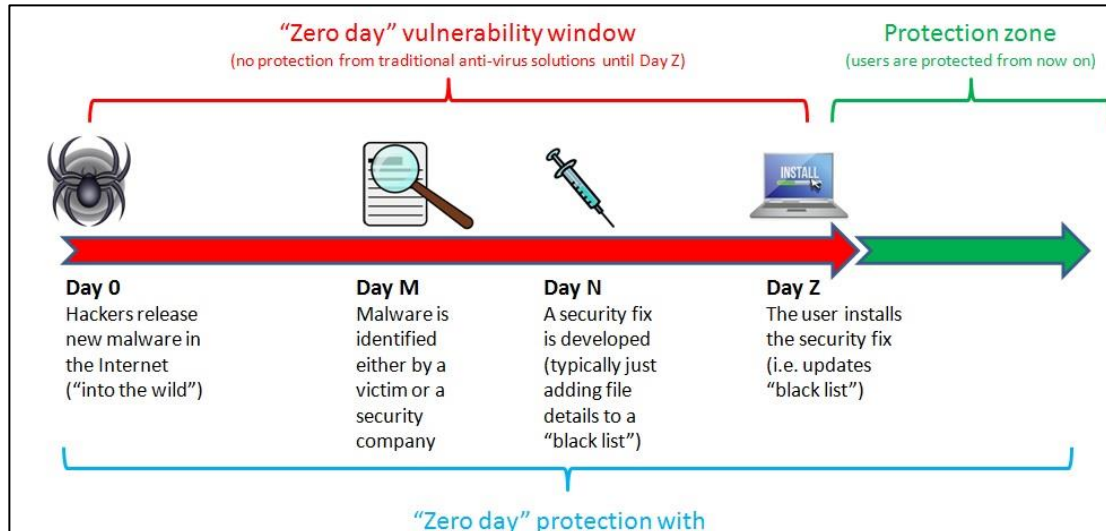 “Zero day” vulnerability window
(no protection from traditional anti-virus solutions until Day Z)
Protection zone
(users are protected from now on)
INSTALL
Day 0
Hackers release
new malware in
the Internet
(“into the wild”)
Day M
Malware is
identified
either by a
victim or a
security
company
Day N
A security fix
is developed
(typically just
adding file
details to a
“black list”)
Day Z
The user installs
the security fix
(i.e. updates
“black list”)
“Zero day” protection with